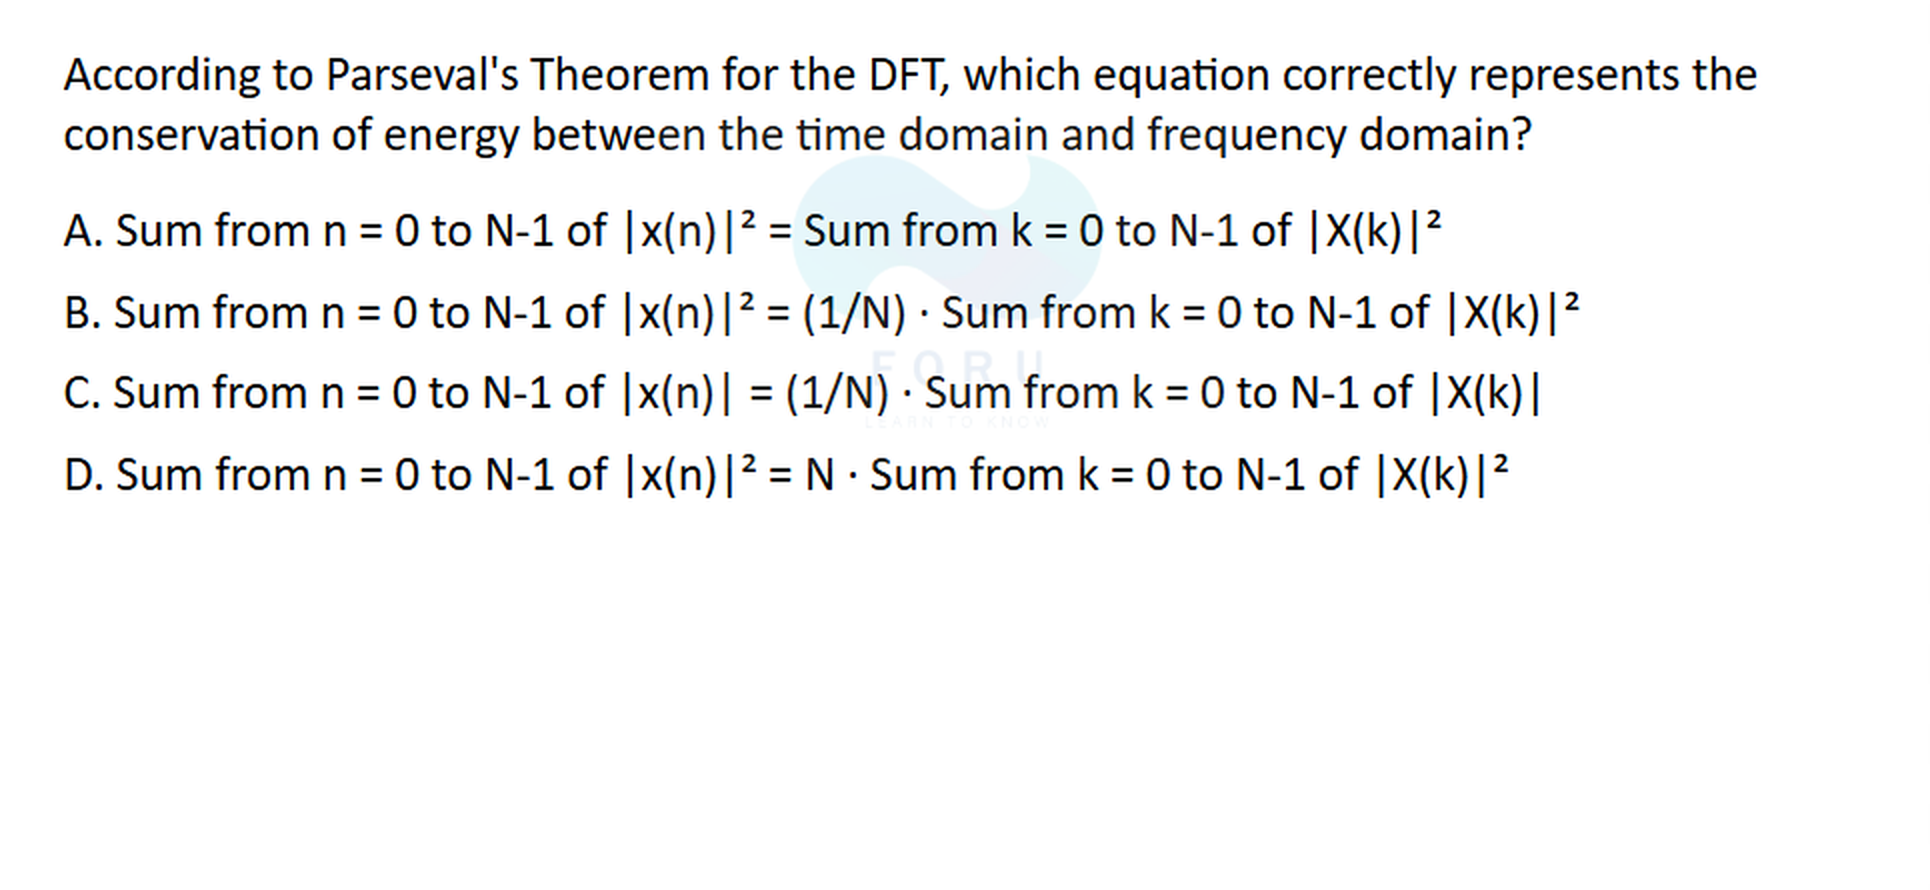 According to Parseval's Theorem for the DFT, which equation correctly represents the
conservation of energy between the time domain and frequency domain?
A. Sum from n = 0 to N-1 of |x(n)|² = Sum from k = 0 to N-1 of |X(k)|²
B. Sum from n = 0 to N-1 of |x(n)|² = (1/N) · Sum from k = 0 to N-1 of |X(k)|²
FORU
C. Sum from n = 0 to N-1 of |x(n)| = (1/N) · Sum from k = 0 to N-1 of |X(k)|
LEARN TO KNOW
D. Sum from n = 0 to N-1 of |x(n)|² = N · Sum from k = 0 to N-1 of |X(k)|²